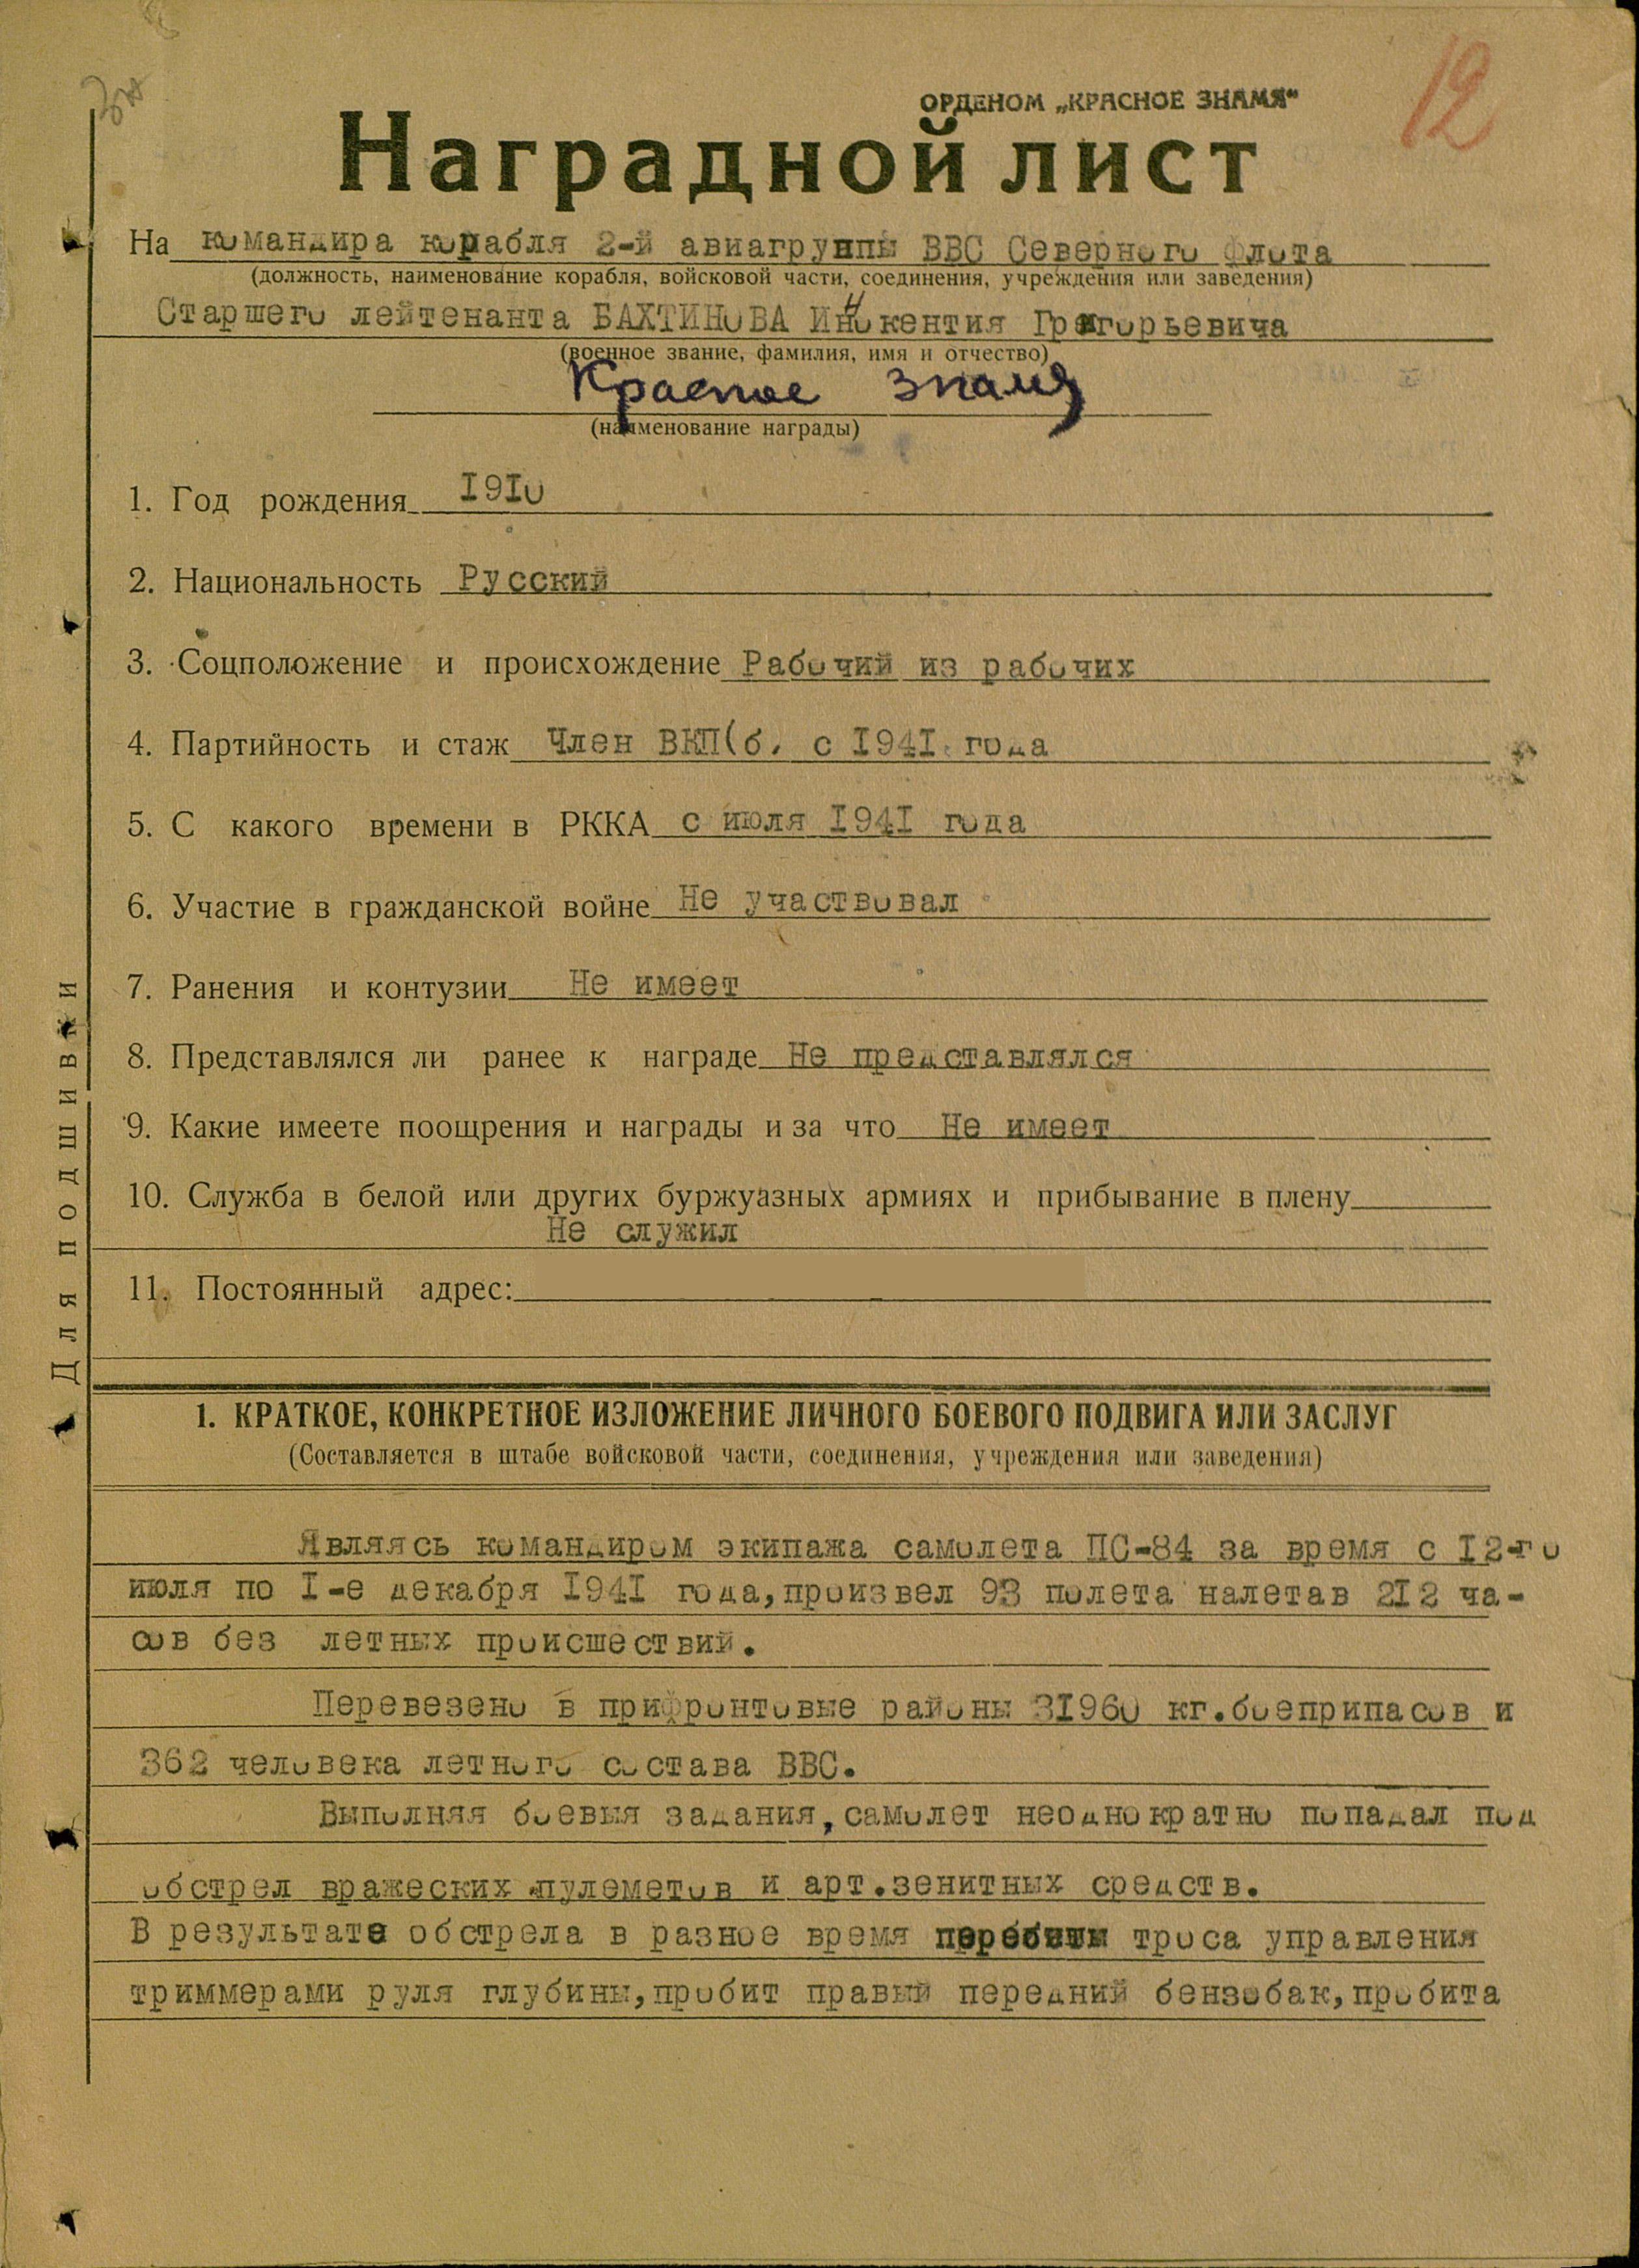 ОРДЕНОМ „КРАСНОЕ ЗНАМЯ“
12
Зн
Наградной лист
На командира корабля 2-й авиагруппы ВВС Северного флота
(должность, наименование корабля, войсковой части, соединения, учреждения или заведения)
Старшего лейтенанта БАХТИНОВА Иннокентия Григорьевича
(военное звание, фамилия, имя и отчество)
Красное знамя
(наименование награды)
1. Год рождения 1910
2. Национальность Русский
3. Соцположение и происхождение Рабочий из рабочих
4. Партийность и стаж Член ВКП(б. с 1941 года
5. С какого времени в РККА с июля 1941 года
6. Участие в гражданской войне Не участвовал
7. Ранения и контузии Не имеет
8. Представлялся ли ранее к награде Не представлялся
9. Какие имеете поощрения и награды и за что Не имеет
10. Служба в белой или других буржуазных армиях и прибывание в плену
Не служил
11. Постоянный адрес:
Для подшивки
1. КРАТКОЕ, КОНКРЕТНОЕ ИЗЛОЖЕНИЕ ЛИЧНОГО БОЕВОГО ПОДВИГА ИЛИ ЗАСЛУГ
(Составляется в штабе войсковой части, соединения, учреждения или заведения)
Являясь командиром экипажа самолета ПС-84 за время с 12-го
июля по 1-е декабря 1941 года, произвел 93 полета налетав 212 ча-
сов без летных происшествий.
Перевезено в прифронтовые районы 31960 кг. боеприпасов и
362 человека летного состава ВВС.
Выполняя боевыя задания, самолет неоднократно попадал под
обстрел вражеских пулеметов и арт. зенитных средств.
В результате обстрела в разное время перебиты троса управления
триммерами руля глубины, пробит правый передний бензобак, пробита